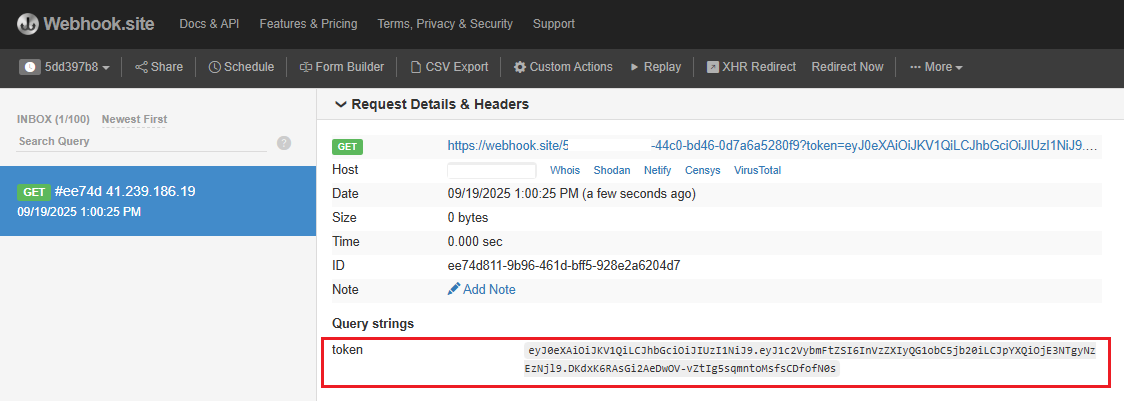 Webhook.site Docs & API Features & Pricing Terms, Privacy & Security Support
5dd397b8 Share Schedule Form Builder CSV Export Custom Actions Replay XHR Redirect Redirect Now ··· More
INBOX (1/100) Newest First
Search Query ?
GET #ee74d 41.239.186.19
09/19/2025 1:00:25 PM
Request Details & Headers
GET https://webhook.site/5 -44c0-bd46-0d7a6a5280f9?token=eyJ0eXAiOiJKV1QiLCJhbGciOiJIUzI1NiJ9....
Host Whois Shodan Netify Censys VirusTotal
Date 09/19/2025 1:00:25 PM (a few seconds ago)
Size 0 bytes
Time 0.000 sec
ID ee74d811-9b96-461d-bff5-928e2a6204d7
Note Add Note
Query strings
token eyJ0eXAiOiJKV1QiLCJhbGciOiJIUzI1NiJ9.eyJ1c2VybmFtZSI6InVzZXIyQG1obC5jb20iLCJpYXQiOjE3NTgyNz
EzNjl9.DKdxK6RAsGi2AeDwOV-vZtIg5sqmntoMsfsCDfofN0s